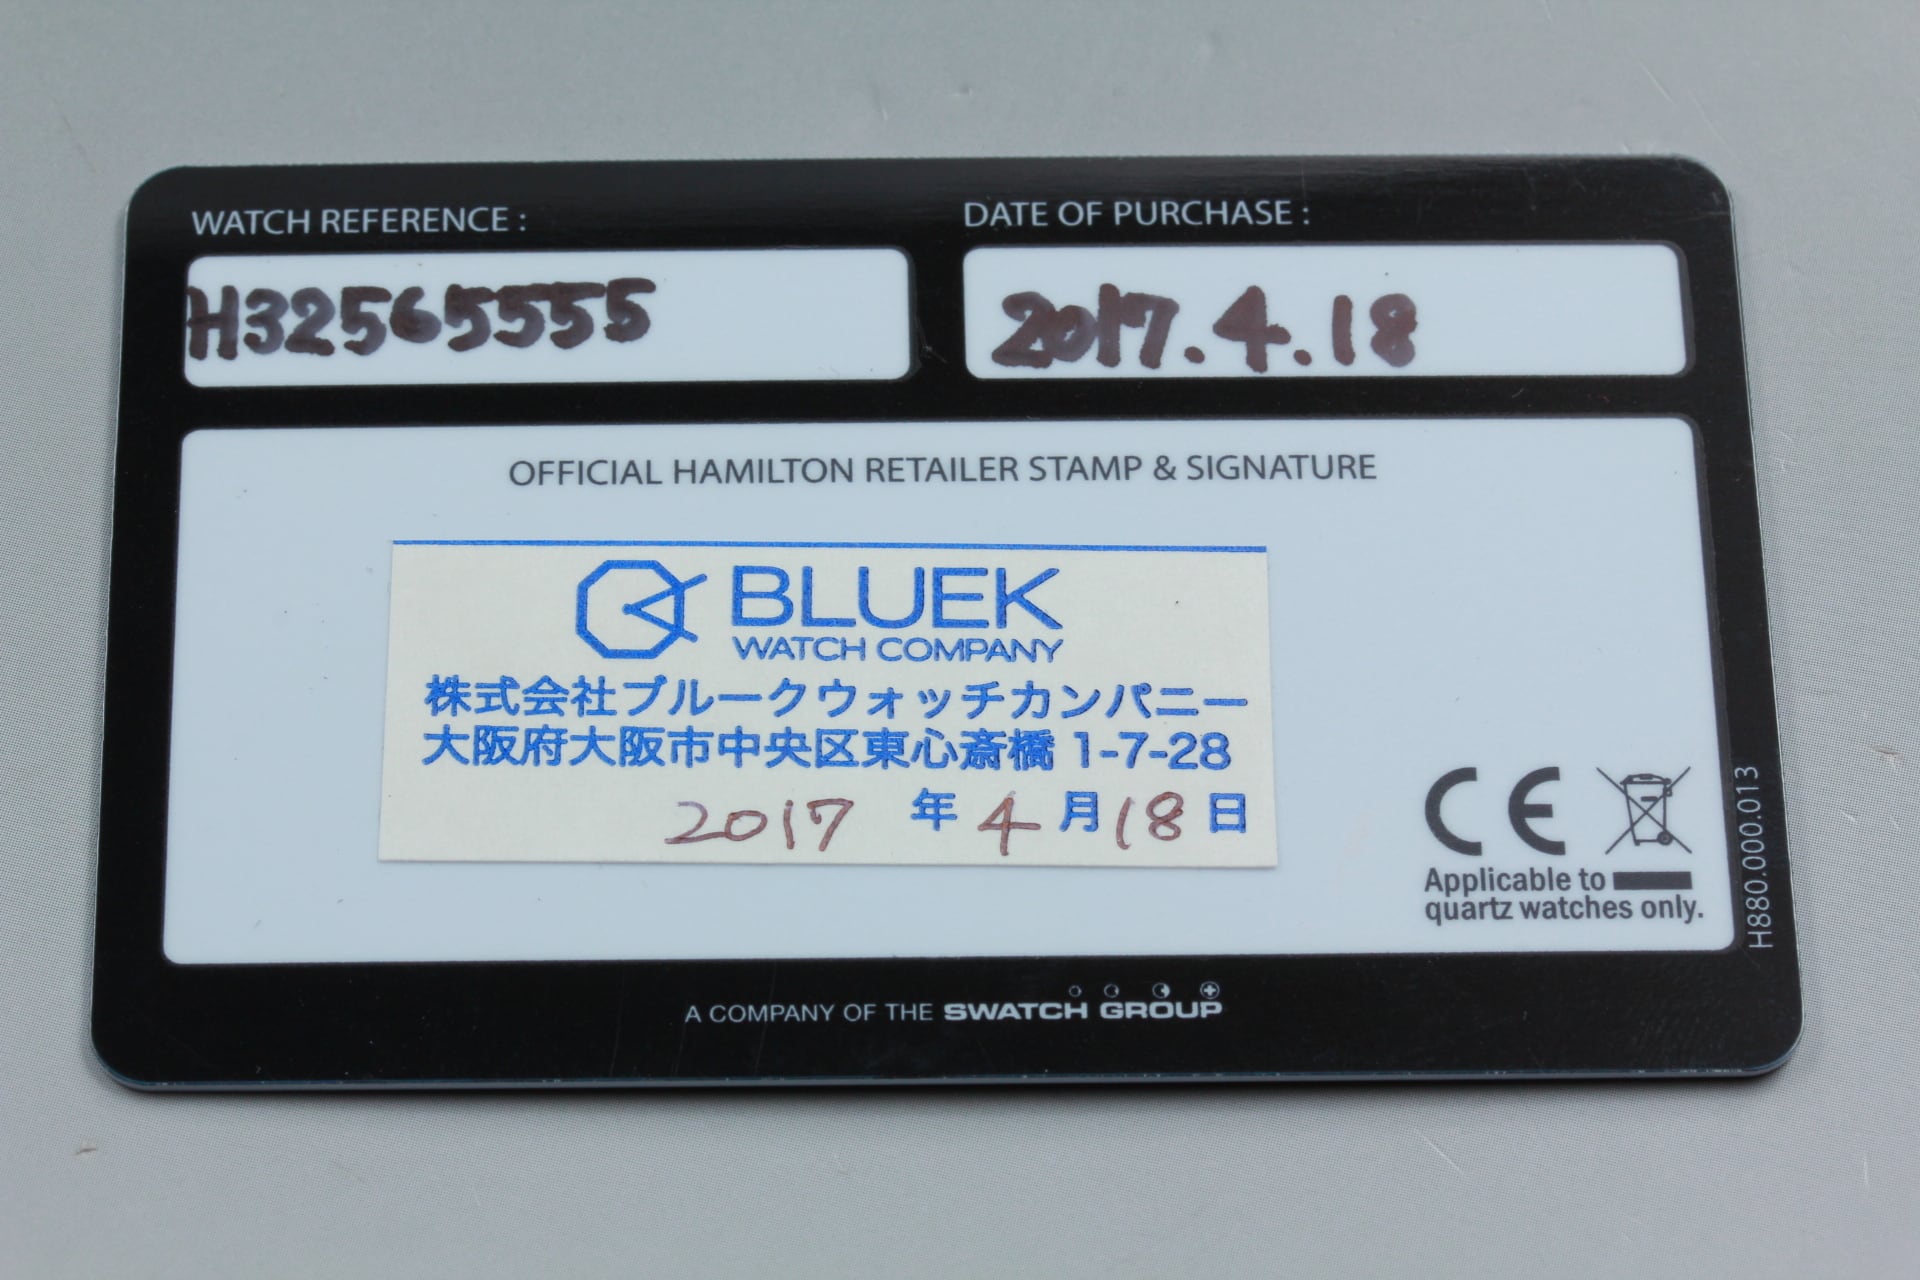 WATCH REFERENCE :
H32565555
DATE OF PURCHASE :
2017.4.18
OFFICIAL HAMILTON RETAILER STAMP & SIGNATURE
BLUEK
WATCH COMPANY
株式会社ブルークウォッチカンパニー
大阪府大阪市中央区東心斎橋 1-7-28
2017 年 4 月 18 日
CE
Applicable to
quartz watches only.
H880.000.013
A COMPANY OF THE SWATCH GROUP